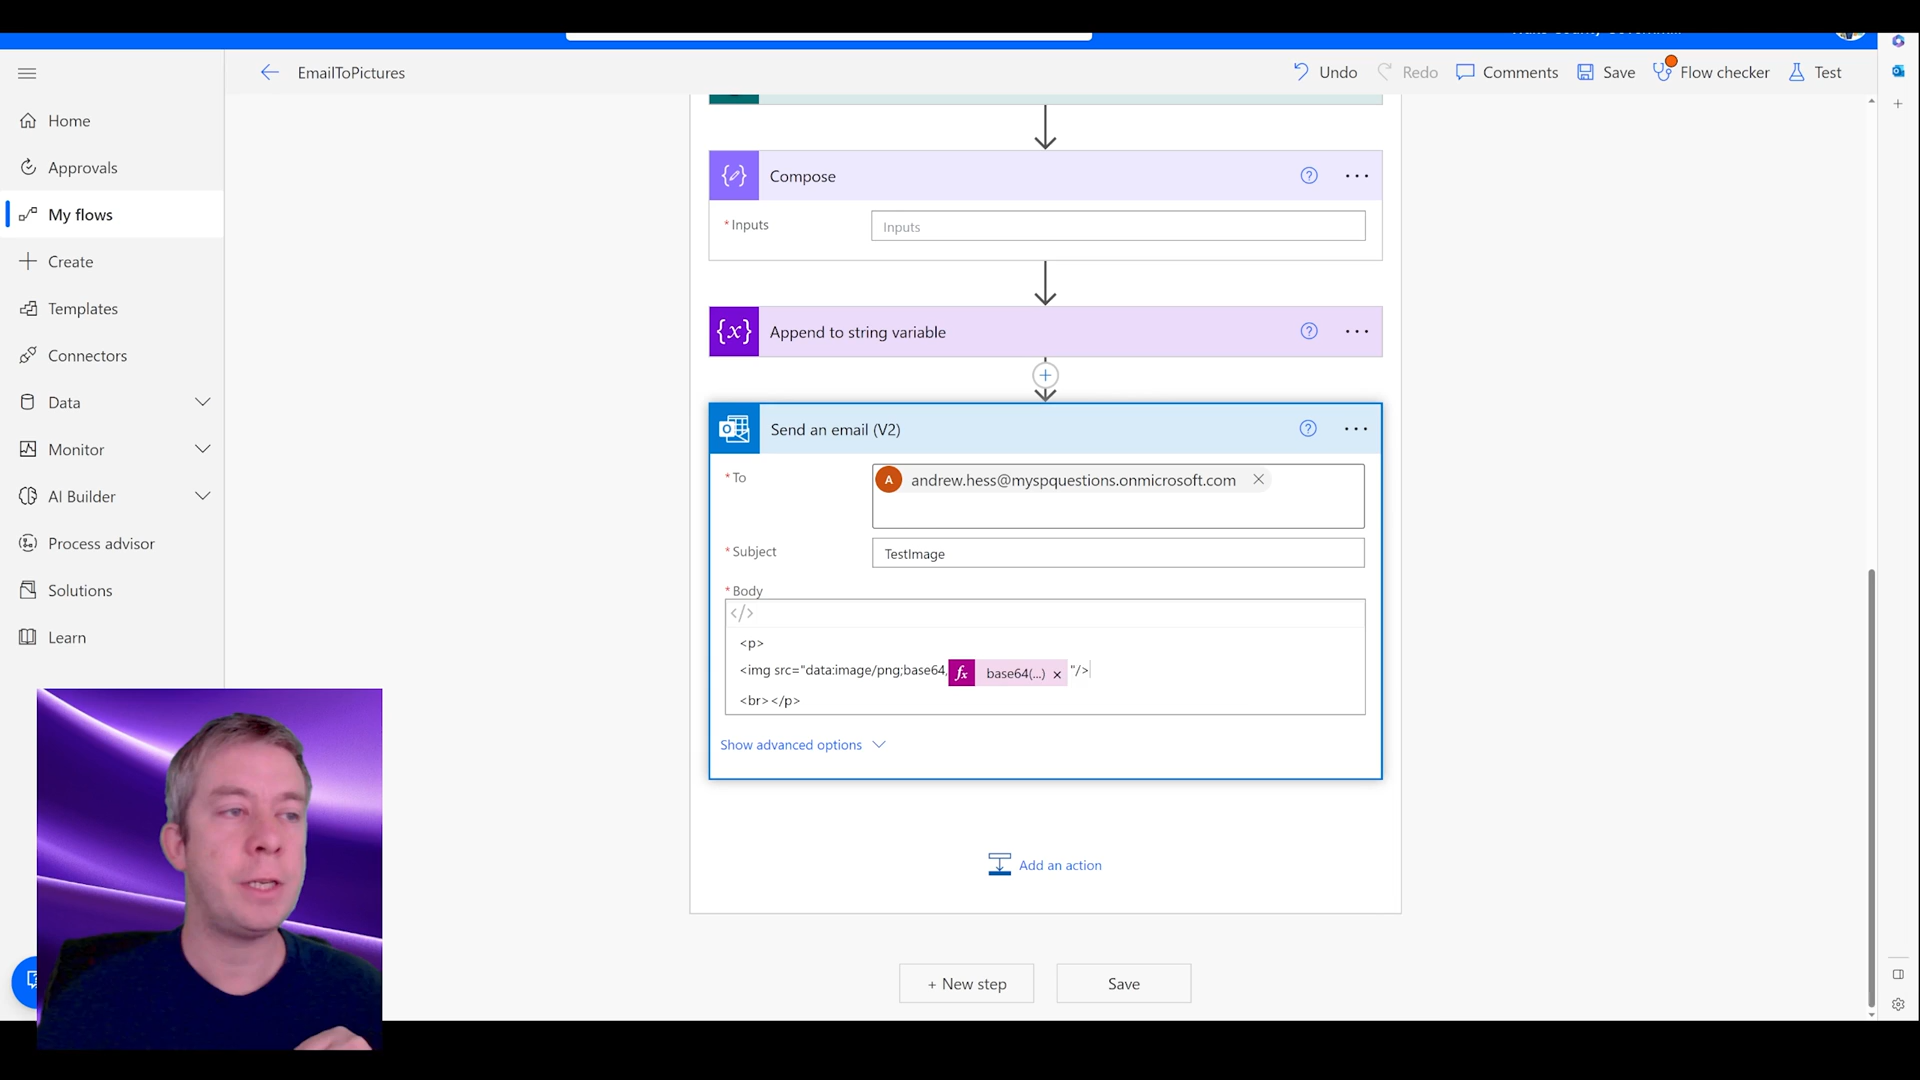 EmailToPictures
Undo
Redo
Comments
Save
Flow checker
Test
Home
Approvals
My flows
Create
Templates
Connectors
Data
Monitor
AI Builder
Process advisor
Solutions
Learn
Compose
* Inputs
Inputs
Append to string variable
Send an email (V2)
* To
A andrew.hess@myspquestions.onmicrosoft.com
* Subject
TestImage
* Body
</>
<p>
<img src="data:image/png;base64, fx base64(...) × "/>
<br></p>
Show advanced options
Add an action
+ New step
Save